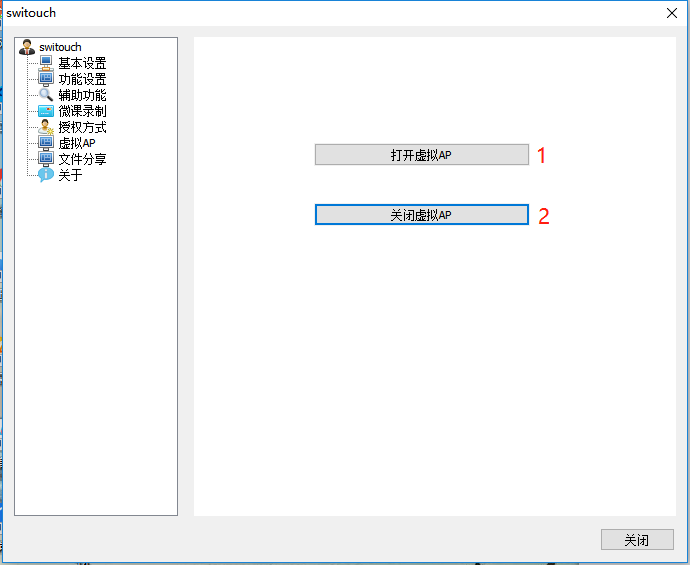 switouch
switouch
基本设置
功能设置
辅助功能
微课录制
授权方式
虚拟AP
文件分享
关于
打开虚拟AP 1
关闭虚拟AP 2
关闭